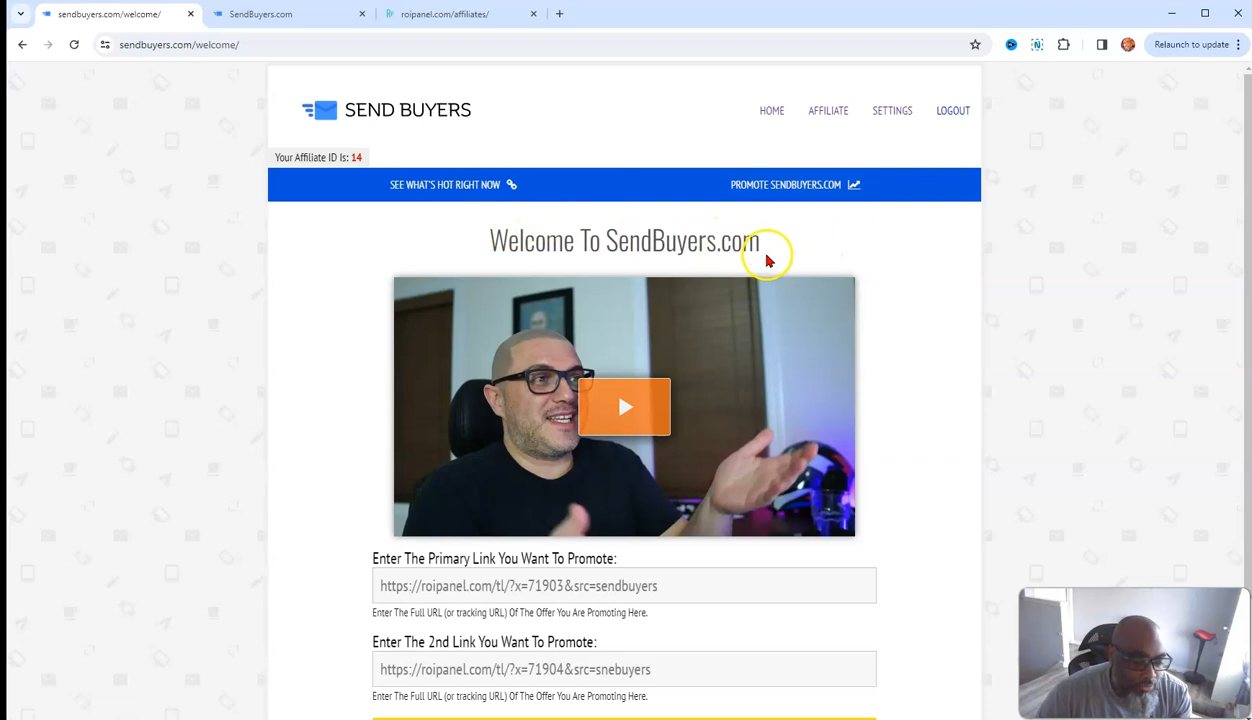 sendbuyers.com/welcome/
SendBuyers.com
roipanel.com/affiliates/
sendbuyers.com/welcome/
Relaunch to update
SEND BUYERS
HOME
AFFILIATE
SETTINGS
LOGOUT
Your Affiliate ID Is: 14
SEE WHAT'S HOT RIGHT NOW
PROMOTE SENDBUYERS.COM
Welcome To SendBuyers.com
Enter The Primary Link You Want To Promote:
https://roipanel.com/tl/?x=71903&src=sendbuyers
Enter The Full URL (or tracking URL) Of The Offer You Are Promoting Here.
Enter The 2nd Link You Want To Promote:
https://roipanel.com/tl/?x=71904&src=snebuyers
Enter The Full URL (or tracking URL) Of The Offer You Are Promoting Here.